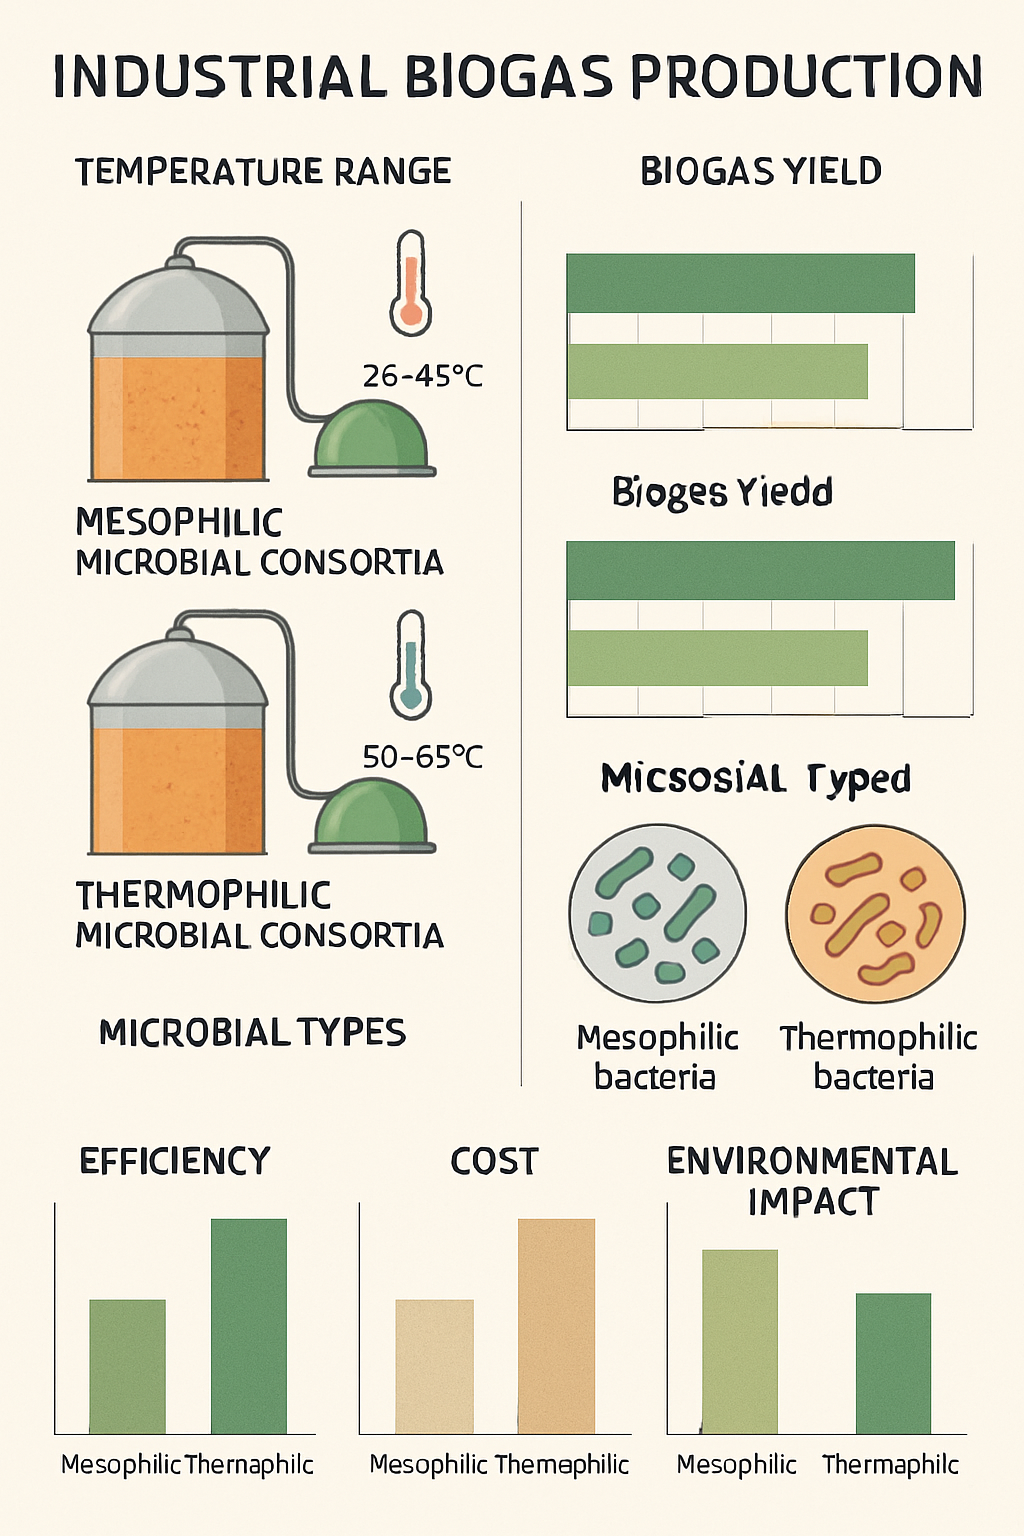 INDUSTRIAL BIOGAS PRODUCTION
TEMPERATURE RANGE
26-45°C
MESOPHILIC
MICROBIAL CONSORTIA
50-65°C
THERMOPHILIC
MICROBIAL CONSORTIA
MICROBIAL TYPES
BIOGAS YIELD
Bioges Yiedd
MicsosiAL Typed
Mesophilic
bacteria
Thermophilic
bacteria
EFFICIENCY
Mesophilic Thernaphilc
COST
Mesophilic Themɘphilic
ENVIRONMENTAL
IMPACT
Mesophilic Thermaphilc